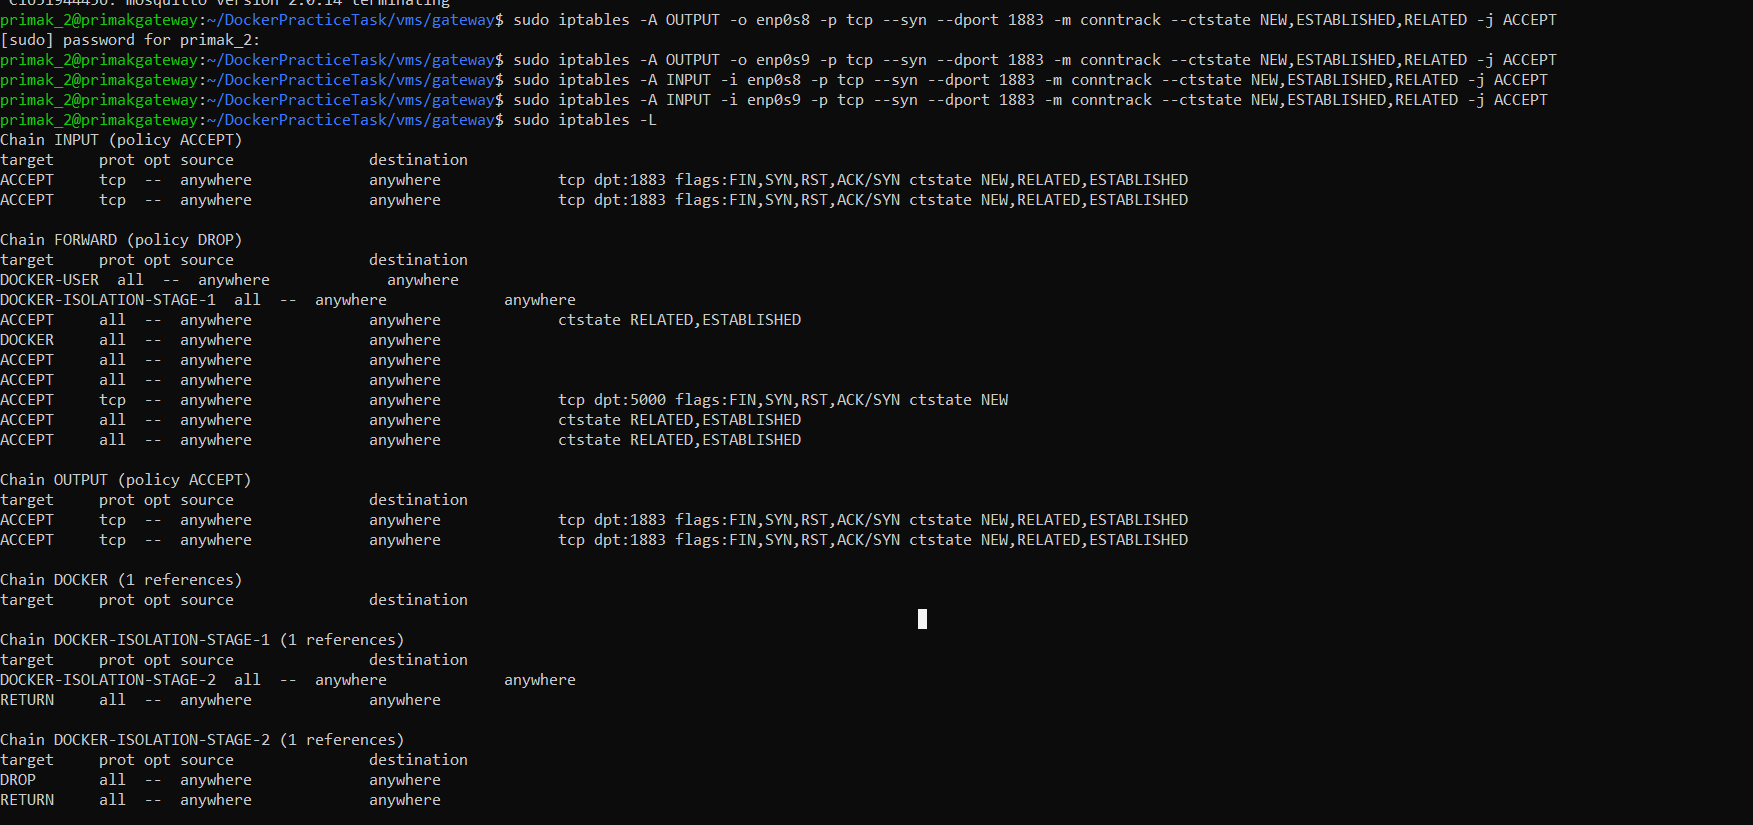 C1651944456: mosquitto version 2.0.14 terminating
primak_2@primakgateway:~/DockerPracticeTask/vms/gateway$ sudo iptables -A OUTPUT -o enp0s8 -p tcp --syn --dport 1883 -m conntrack --ctstate NEW,ESTABLISHED,RELATED -j ACCEPT
[sudo] password for primak_2:
primak_2@primakgateway:~/DockerPracticeTask/vms/gateway$ sudo iptables -A OUTPUT -o enp0s9 -p tcp --syn --dport 1883 -m conntrack --ctstate NEW,ESTABLISHED,RELATED -j ACCEPT
primak_2@primakgateway:~/DockerPracticeTask/vms/gateway$ sudo iptables -A INPUT -i enp0s8 -p tcp --syn --dport 1883 -m conntrack --ctstate NEW,ESTABLISHED,RELATED -j ACCEPT
primak_2@primakgateway:~/DockerPracticeTask/vms/gateway$ sudo iptables -A INPUT -i enp0s9 -p tcp --syn --dport 1883 -m conntrack --ctstate NEW,ESTABLISHED,RELATED -j ACCEPT
primak_2@primakgateway:~/DockerPracticeTask/vms/gateway$ sudo iptables -L
Chain INPUT (policy ACCEPT)
target     prot opt source               destination
ACCEPT     tcp  --  anywhere             anywhere             tcp dpt:1883 flags:FIN,SYN,RST,ACK/SYN ctstate NEW,RELATED,ESTABLISHED
ACCEPT     tcp  --  anywhere             anywhere             tcp dpt:1883 flags:FIN,SYN,RST,ACK/SYN ctstate NEW,RELATED,ESTABLISHED

Chain FORWARD (policy DROP)
target     prot opt source               destination
DOCKER-USER  all  --  anywhere             anywhere
DOCKER-ISOLATION-STAGE-1  all  --  anywhere             anywhere
ACCEPT     all  --  anywhere             anywhere             ctstate RELATED,ESTABLISHED
DOCKER     all  --  anywhere             anywhere
ACCEPT     all  --  anywhere             anywhere
ACCEPT     all  --  anywhere             anywhere
ACCEPT     tcp  --  anywhere             anywhere             tcp dpt:5000 flags:FIN,SYN,RST,ACK/SYN ctstate NEW
ACCEPT     all  --  anywhere             anywhere             ctstate RELATED,ESTABLISHED
ACCEPT     all  --  anywhere             anywhere             ctstate RELATED,ESTABLISHED

Chain OUTPUT (policy ACCEPT)
target     prot opt source               destination
ACCEPT     tcp  --  anywhere             anywhere             tcp dpt:1883 flags:FIN,SYN,RST,ACK/SYN ctstate NEW,RELATED,ESTABLISHED
ACCEPT     tcp  --  anywhere             anywhere             tcp dpt:1883 flags:FIN,SYN,RST,ACK/SYN ctstate NEW,RELATED,ESTABLISHED

Chain DOCKER (1 references)
target     prot opt source               destination

Chain DOCKER-ISOLATION-STAGE-1 (1 references)
target     prot opt source               destination
DOCKER-ISOLATION-STAGE-2  all  --  anywhere             anywhere
RETURN     all  --  anywhere             anywhere

Chain DOCKER-ISOLATION-STAGE-2 (1 references)
target     prot opt source               destination
DROP       all  --  anywhere             anywhere
RETURN     all  --  anywhere             anywhere